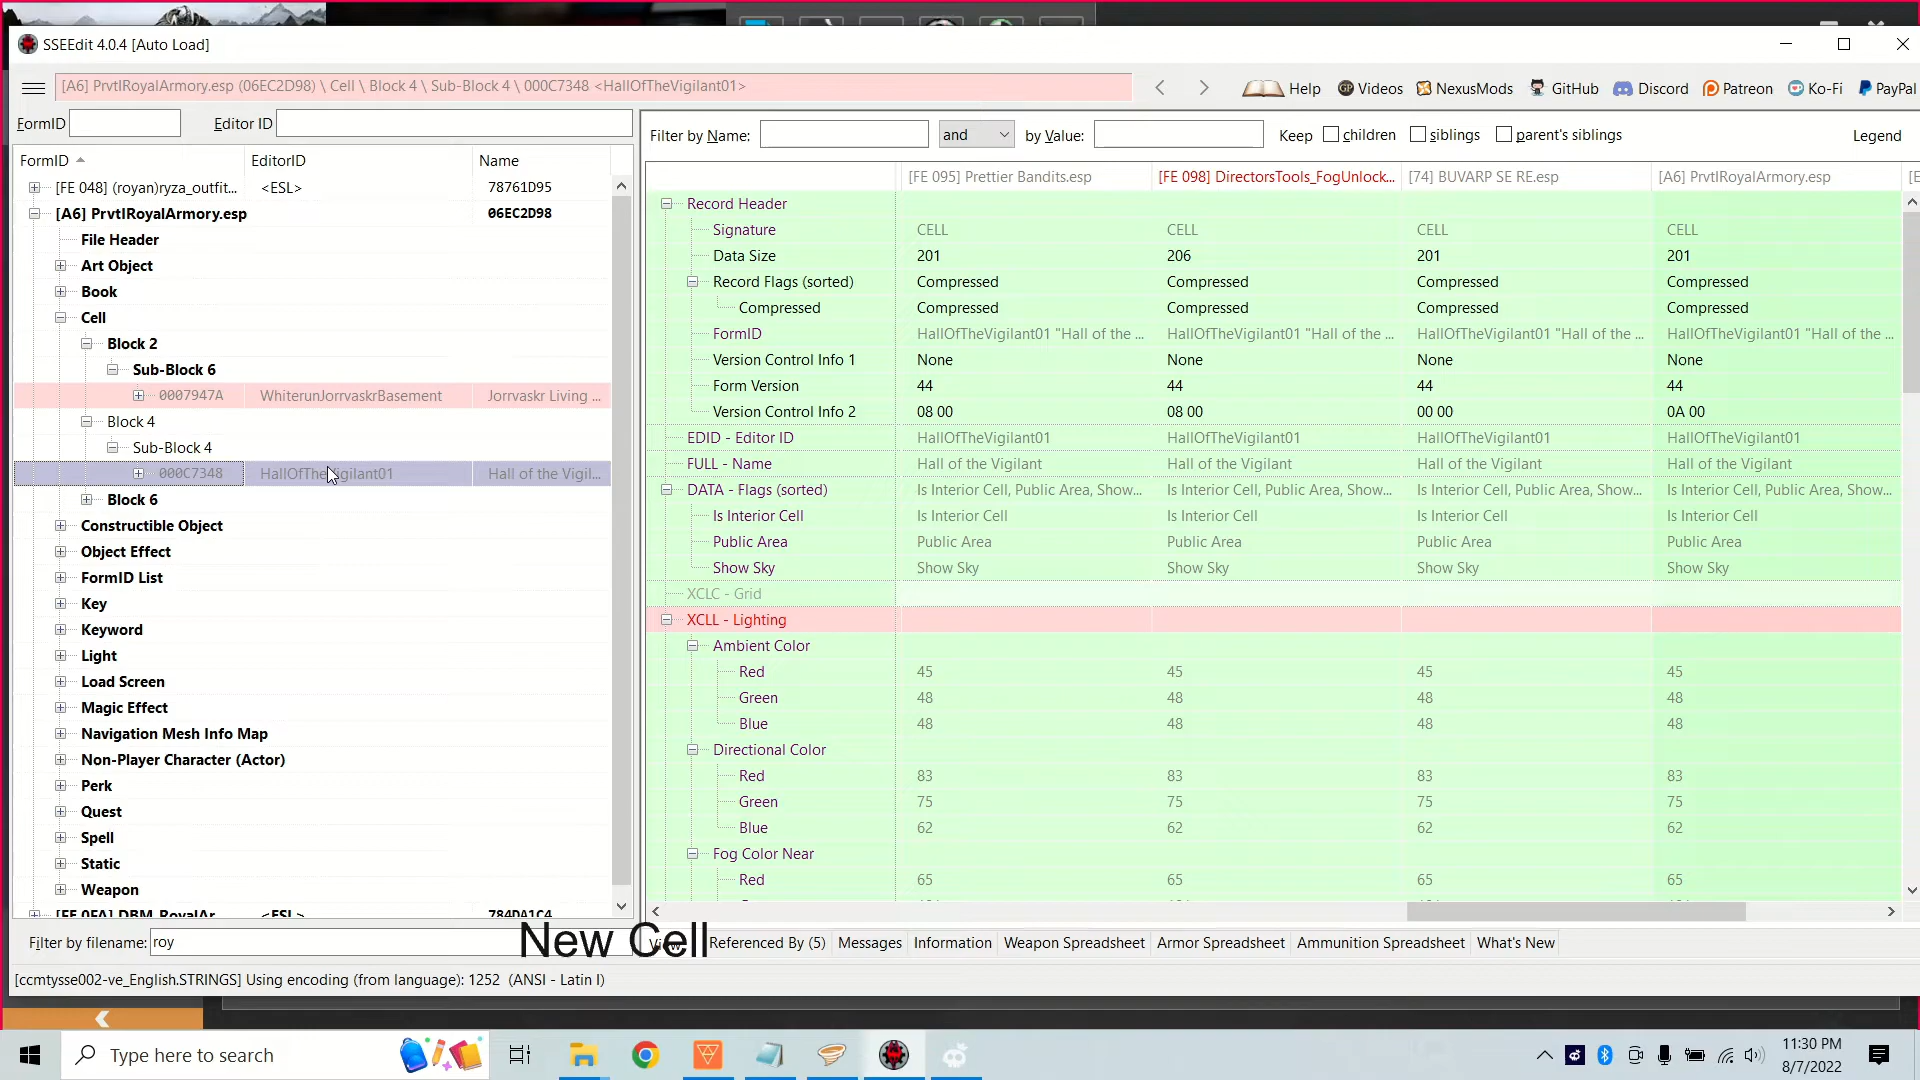 SSEEdit 4.0.4 [Auto Load]
[A6] PrvtIRoyalArmory.esp (06EC2D98) \ Cell \ Block 4 \ Sub-Block 4 \ 000C7348 <HallOfTheVigilant01>
Help Videos NexusMods GitHub Discord Patreon Ko-Fi PayPal
FormID Editor ID
Filter by Name: and by Value: Keep children siblings parent's siblings Legend
FormID EditorID Name
[FE 048] (royan)ryza_outfit... <ESL> 78761D95
[A6] PrvtIRoyalArmory.esp 06EC2D98
File Header
Art Object
Book
Cell
Block 2
Sub-Block 6
0007947A WhiterunJorrvaskrBasement Jorrvaskr Living ...
Block 4
Sub-Block 4
000C7348 HallOfTheVigilant01 Hall of the Vigil...
Block 6
Constructible Object
Object Effect
FormID List
Key
Keyword
Light
Load Screen
Magic Effect
Navigation Mesh Info Map
Non-Player Character (Actor)
Perk
Quest
Spell
Static
Weapon
[FE 0FA] DBM_RoyalAr <ESL> 784DA1C4
[FE 095] Prettier Bandits.esp [FE 098] DirectorsTools_FogUnlock... [74] BUVARP SE RE.esp [A6] PrvtIRoyalArmory.esp
Record Header
Signature CELL CELL CELL CELL
Data Size 201 206 201 201
Record Flags (sorted) Compressed Compressed Compressed Compressed
Compressed Compressed Compressed Compressed Compressed
FormID HallOfTheVigilant01 "Hall of the ... HallOfTheVigilant01 "Hall of the ... HallOfTheVigilant01 "Hall of the ... HallOfTheVigilant01 "Hall of the ...
Version Control Info 1 None None None None
Form Version 44 44 44 44
Version Control Info 2 08 00 08 00 00 00 0A 00
EDID - Editor ID HallOfTheVigilant01 HallOfTheVigilant01 HallOfTheVigilant01 HallOfTheVigilant01
FULL - Name Hall of the Vigilant Hall of the Vigilant Hall of the Vigilant Hall of the Vigilant
DATA - Flags (sorted) Is Interior Cell, Public Area, Show... Is Interior Cell, Public Area, Show... Is Interior Cell, Public Area, Show... Is Interior Cell, Public Area, Show...
Is Interior Cell Is Interior Cell Is Interior Cell Is Interior Cell Is Interior Cell
Public Area Public Area Public Area Public Area Public Area
Show Sky Show Sky Show Sky Show Sky Show Sky
XCLC - Grid
XCLL - Lighting
Ambient Color
Red 45 45 45 45
Green 48 48 48 48
Blue 48 48 48 48
Directional Color
Red 83 83 83 83
Green 75 75 75 75
Blue 62 62 62 62
Fog Color Near
Red 65 65 65 65
Filter by filename: roy
New Cell
Referenced By (5) Messages Information Weapon Spreadsheet Armor Spreadsheet Ammunition Spreadsheet What's New
[ccmtysse002-ve_English.STRINGS] Using encoding (from language): 1252 (ANSI - Latin I)
Type here to search
11:30 PM
8/7/2022